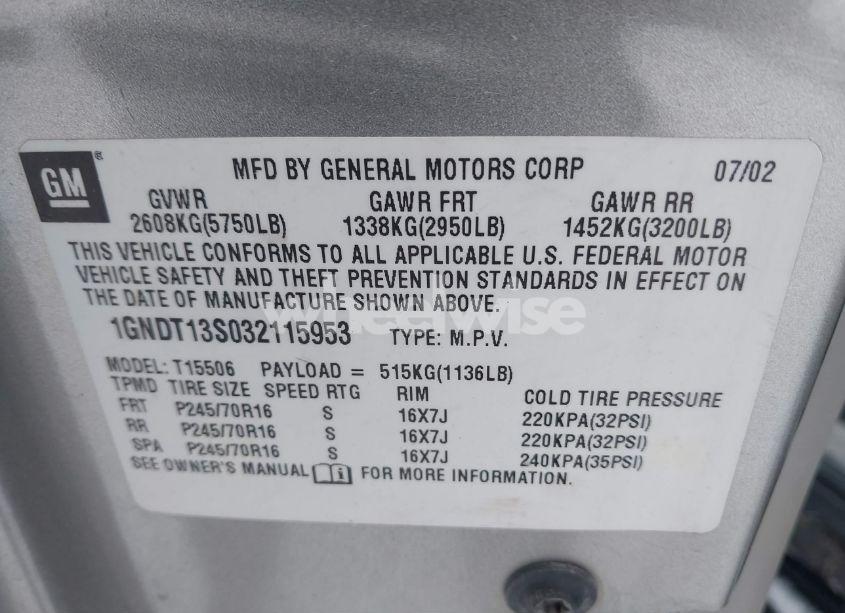 GM®
MFD BY GENERAL MOTORS CORP 07/02
GVWR GAWR FRT GAWR RR
2608KG(5750LB) 1338KG(2950LB) 1452KG(3200LB)
THIS VEHICLE CONFORMS TO ALL APPLICABLE U.S. FEDERAL MOTOR
VEHICLE SAFETY AND THEFT PREVENTION STANDARDS IN EFFECT ON
THE DATE OF MANUFACTURE SHOWN ABOVE.
wheelwise
1GNDT13S032115953 TYPE: M.P.V.
MODEL: T15506 PAYLOAD = 515KG(1136LB)
TPMD TIRE SIZE SPEED RTG RIM COLD TIRE PRESSURE
FRT P245/70R16 S 16X7J 220KPA(32PSI)
RR P245/70R16 S 16X7J 220KPA(32PSI)
SPA P245/70R16 S 16X7J 240KPA(35PSI)
SEE OWNER'S MANUAL i FOR MORE INFORMATION.